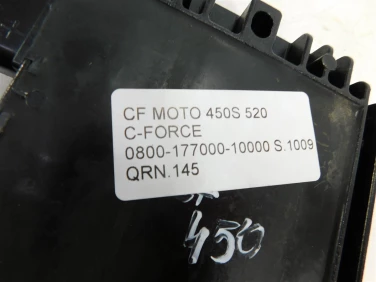 CF MOTO 450S 520
C-FORCE
0800-177000-10000 S.1009
QRN.145
450